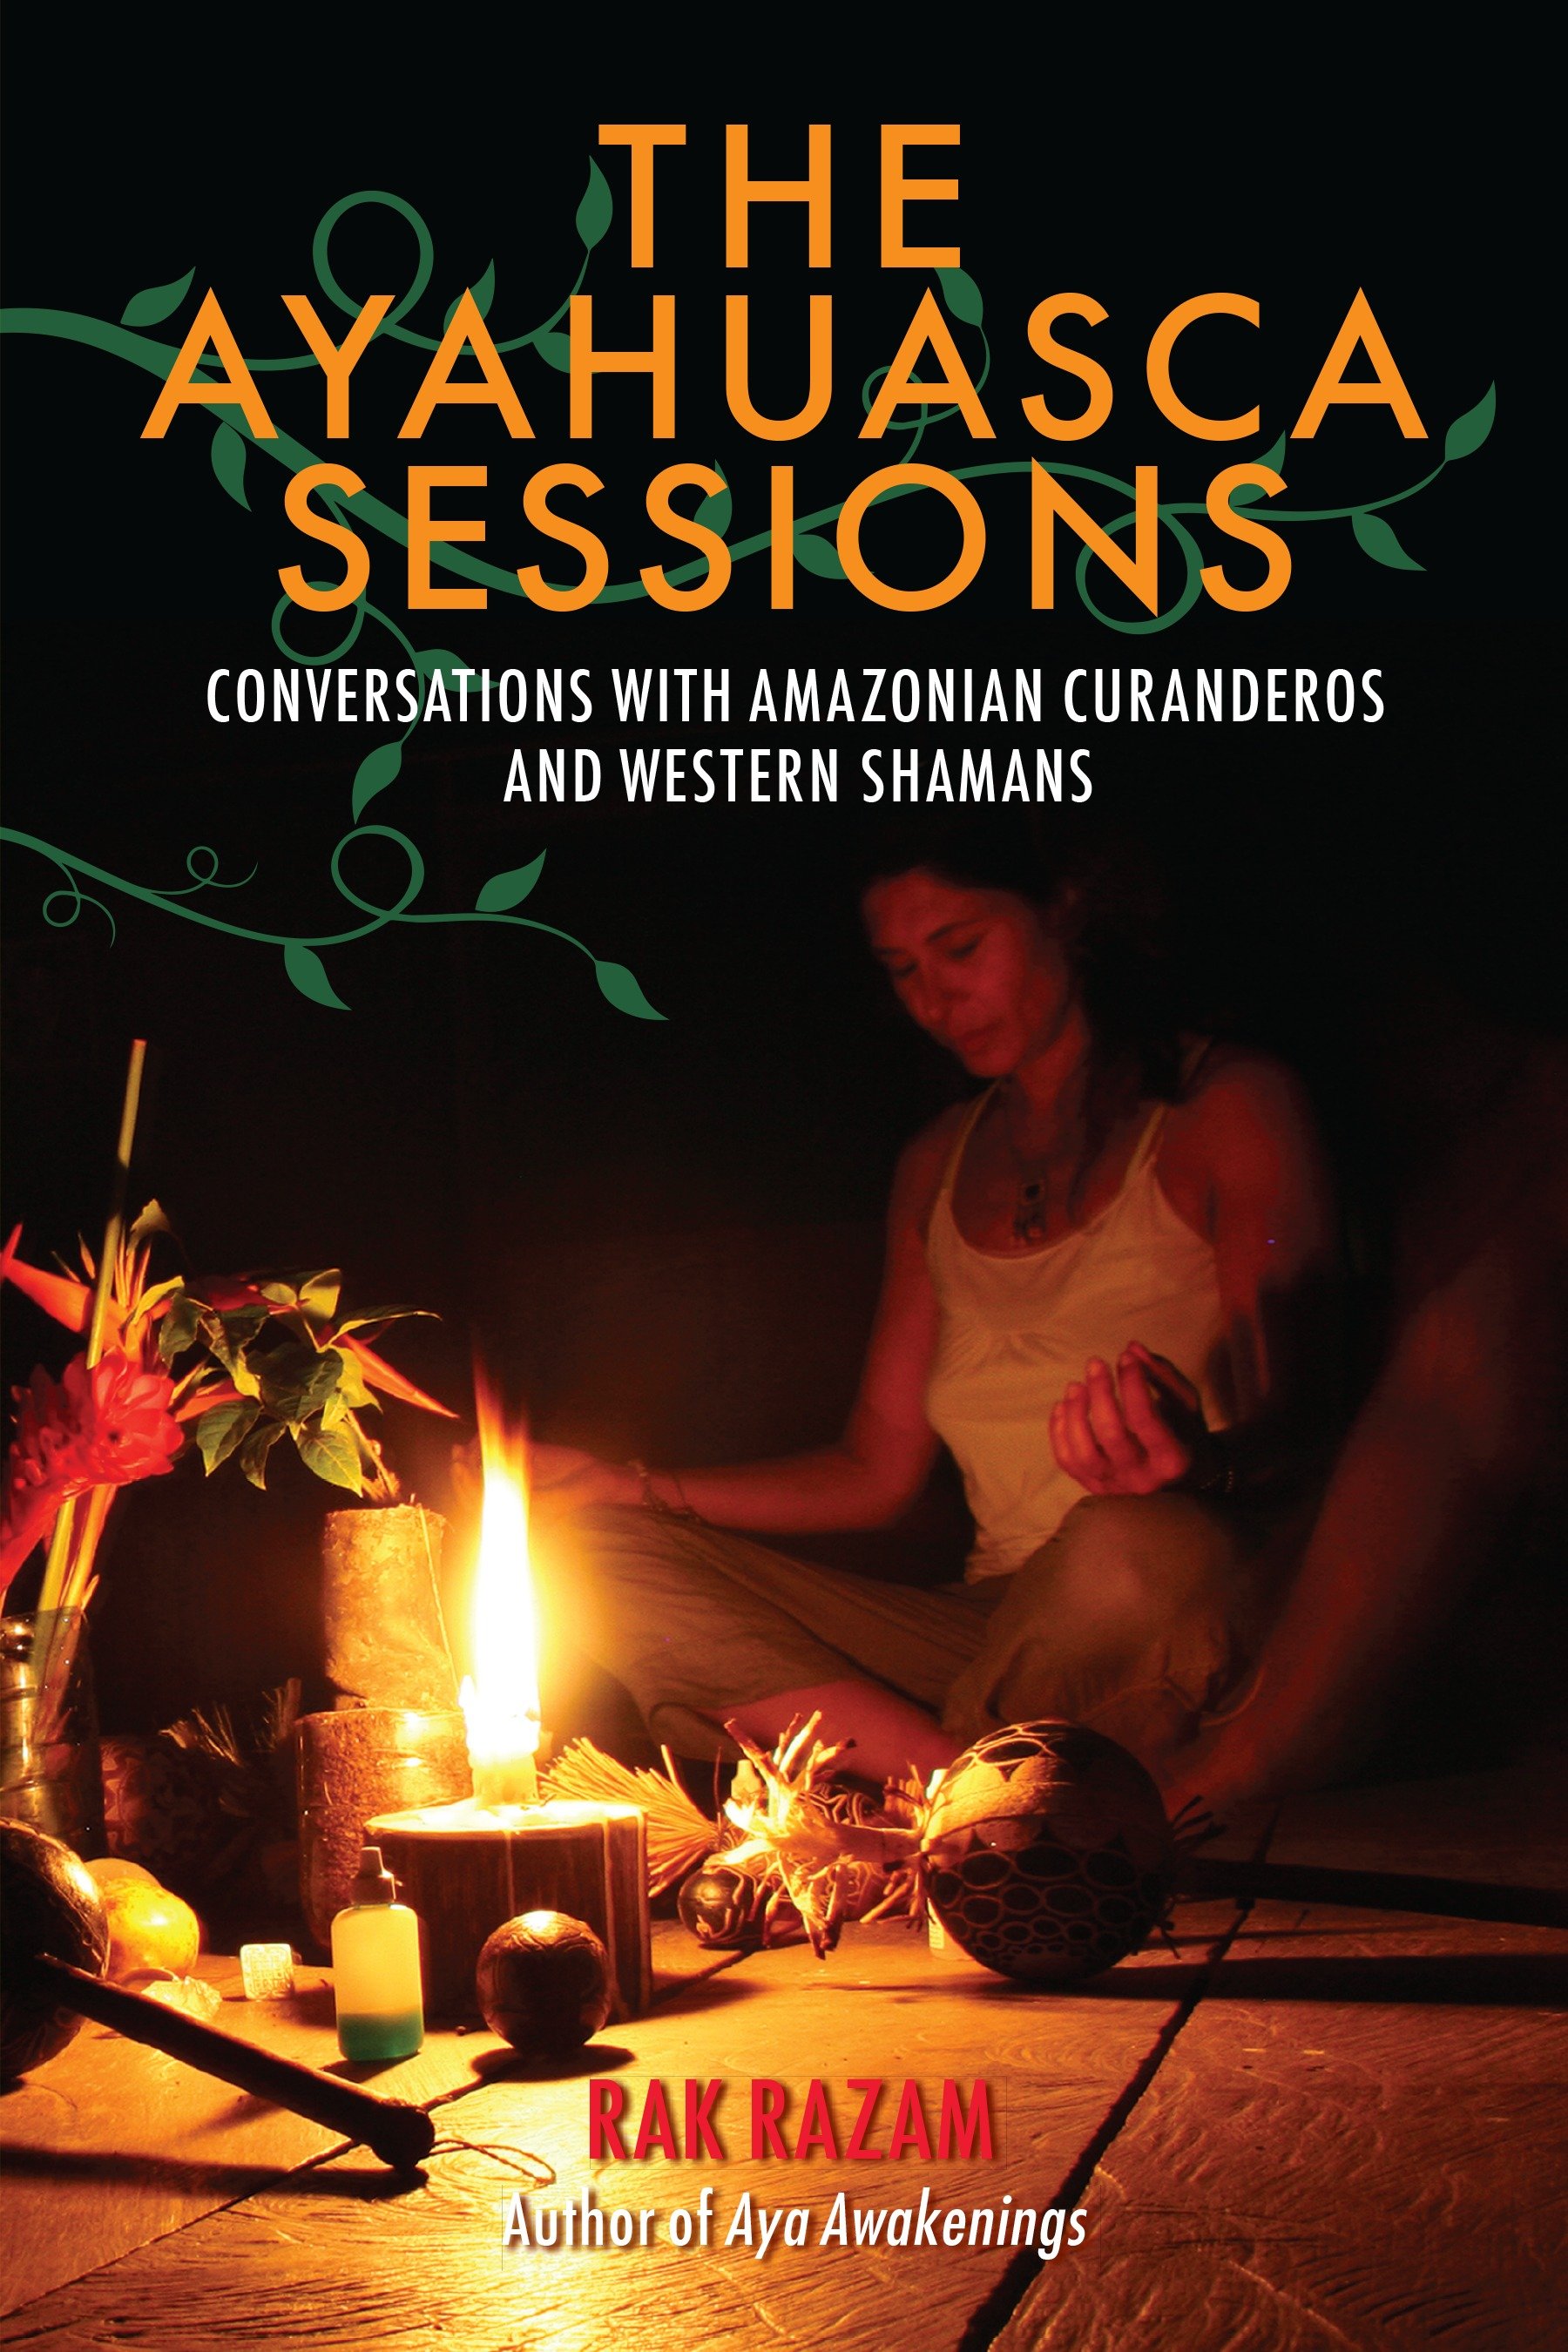 THE
AYAHUASCA
SESSIONS
CONVERSATIONS WITH AMAZONIAN CURANDEROS
AND WESTERN SHAMANS
RAK RAZAM
Author of Aya Awakenings